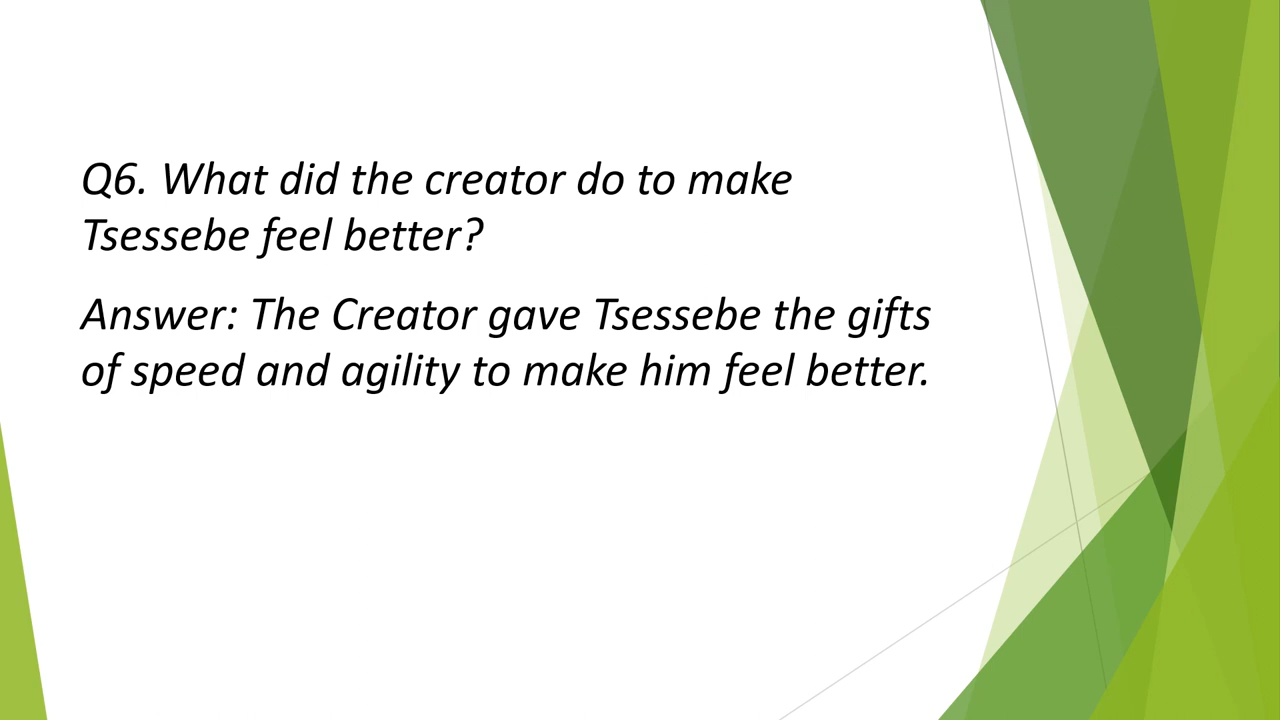 Q6. What did the creator do to make
Tsessebe feel better?
Answer: The Creator gave Tsessebe the gifts
of speed and agility to make him feel better.